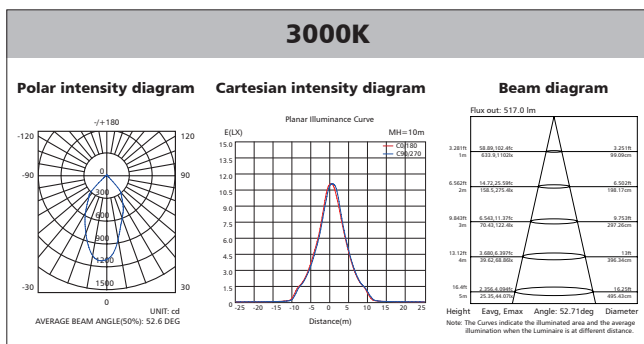 3000K
Polar intensity diagram
-/+180
-120
120
-90
90
0
300
600
900
1200
1500
-30
30
0
UNIT: cd
AVERAGE BEAM ANGLE(50%): 52.6 DEG
Cartesian intensity diagram
Planar Illuminance Curve
E(LX)
MH=10m
C0/180
C90/270
15.0
13.5
12.0
10.5
9.0
7.5
6.0
4.5
3.0
1.5
-25 -20 -15 -10 -5 0 5 10 15 20 25
Distance(m)
Beam diagram
Flux out: 517.0 lm
3.281ft 58.89,102.4fc 3.251ft
1m 633.9,1102lx 99.09cm
6.562ft 14.72,25.59fc 6.502ft
2m 158.5,275.4lx 198.17cm
9.843ft 6.543,11.37fc 9.753ft
3m 70.43,122.4lx 297.26cm
13.12ft 3.680,6.397fc 13ft
4m 39.62,68.86lx 396.34cm
16.4ft 2.356,4.094fc 16.25ft
5m 25.35,44.07lx 495.43cm
Height Eavg, Emax Angle: 52.71deg Diameter
Note: The Curves indicate the illuminated area and the average
illumination when the Luminaire is at different distance.